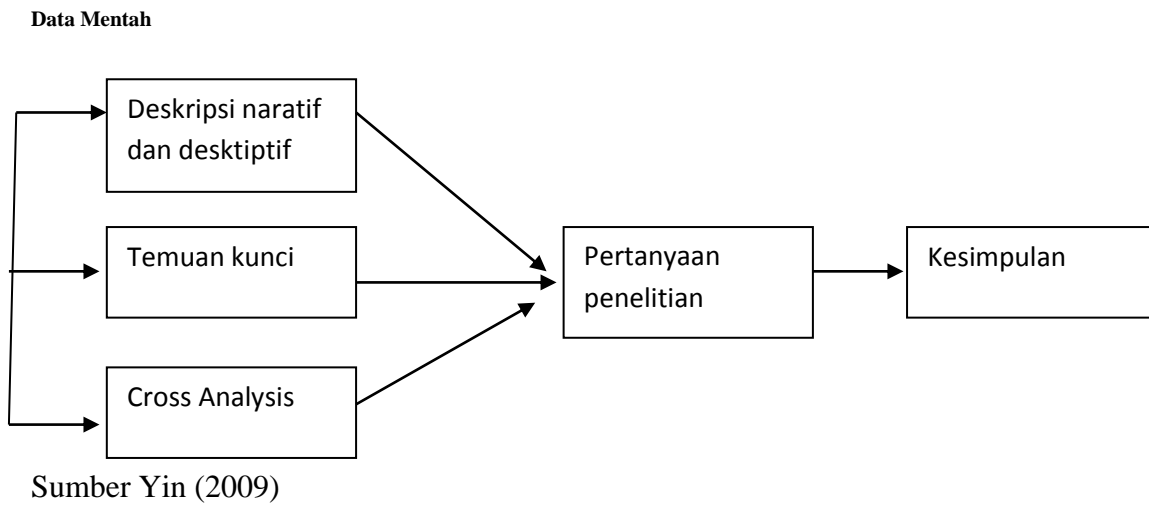 Data Mentah
Deskripsi naratif
dan desktiptif
Temuan kunci
Pertanyaan
penelitian
Kesimpulan
Cross Analysis
Sumber Yin (2009)